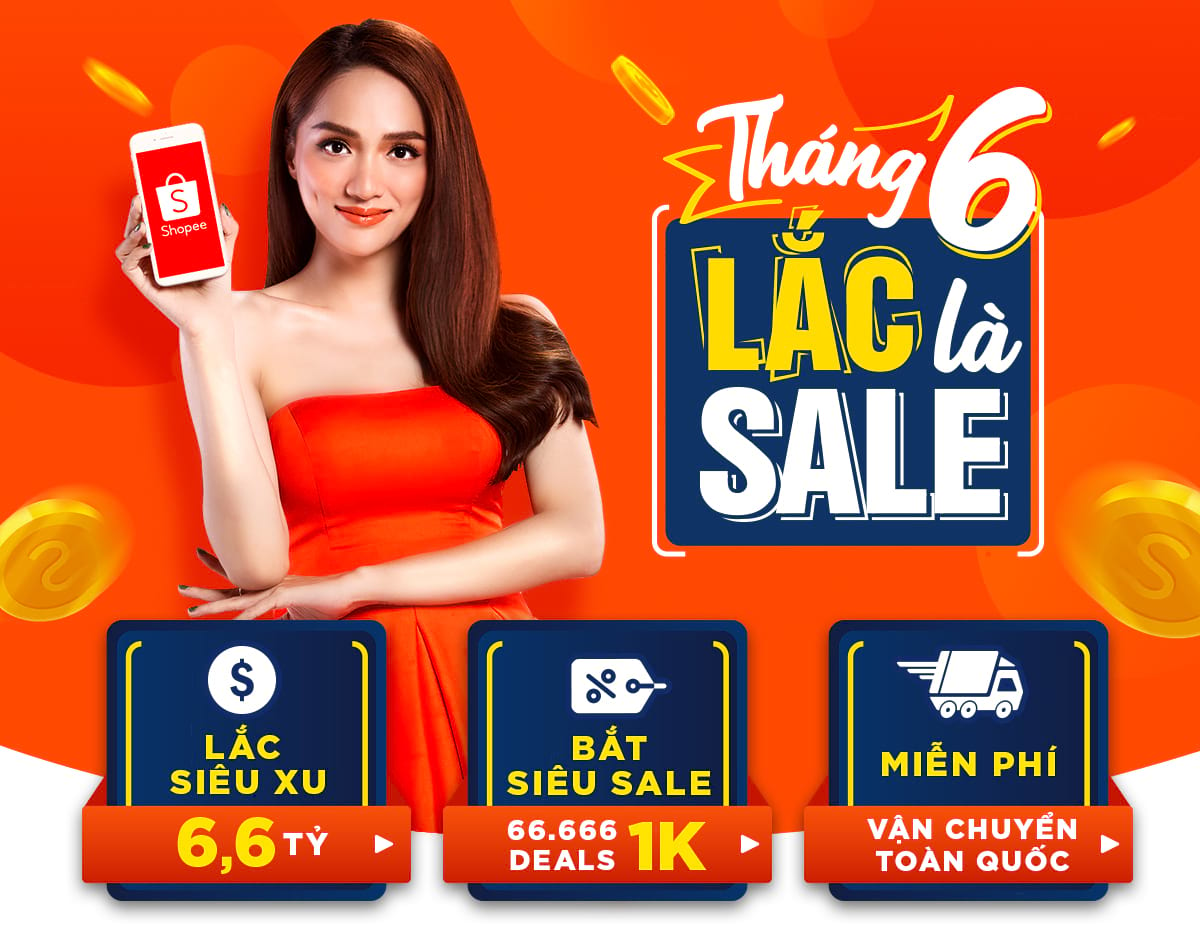 S
Shopee
Tháng 6
LẮC là
SALE
S
S
$
LẮC
SIÊU XU
6,6 TỶ
%
BẮT
SIÊU SALE
66.666
DEALS
1K
MIỄN PHÍ
VẬN CHUYỂN
TOÀN QUỐC